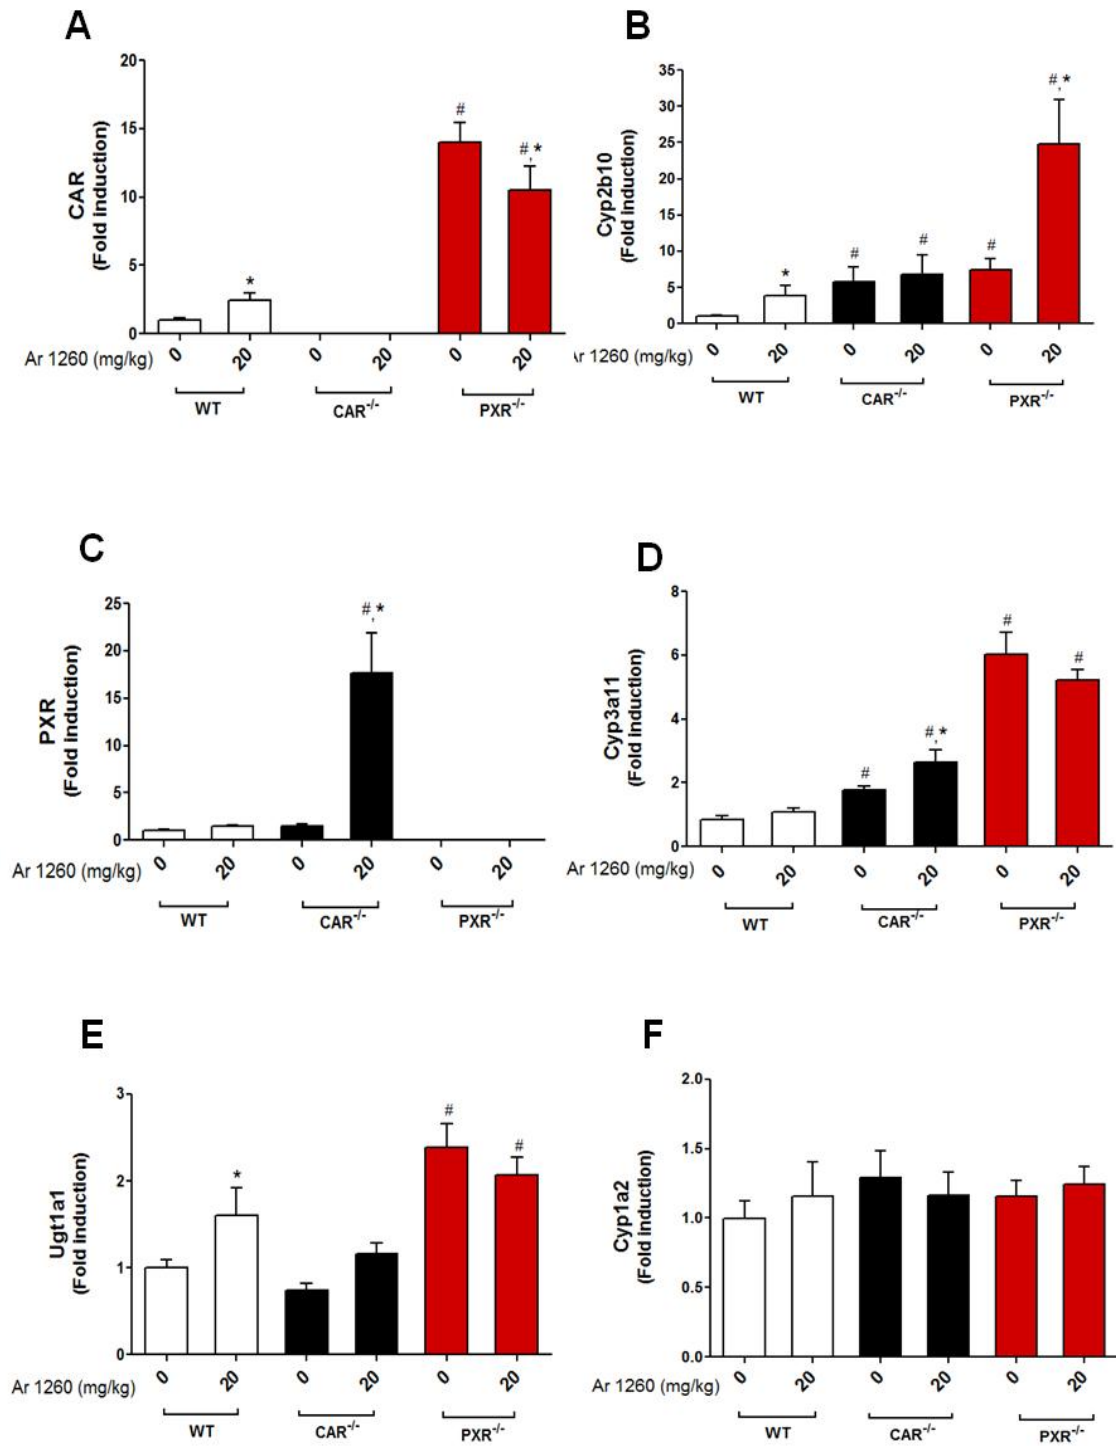 A
CAR
(Fold induction)
20
15
10
5
0
*
#
#,*
Ar 1260 (mg/kg)
0 20 0 20 0 20
WT CAR-/- PXR-/-
B
Cyp2b10
(Fold induction)
35
30
25
20
15
10
5
0
*
#
#
#
#,*
Ar 1260 (mg/kg)
0 20 0 20 0 20
WT CAR-/- PXR-/-
C
PXR
(Fold induction)
25
20
15
10
5
0
#,*
Ar 1260 (mg/kg)
0 20 0 20 0 20
WT CAR-/- PXR-/-
D
Cyp3a11
(Fold induction)
8
6
4
2
0
#
#,*
#
#
Ar 1260 (mg/kg)
0 20 0 20 0 20
WT CAR-/- PXR-/-
E
Ugt1a1
(Fold induction)
3
2
1
0
*
#
#
Ar 1260 (mg/kg)
0 20 0 20 0 20
WT CAR-/- PXR-/-
F
Cyp1a2
(Fold induction)
2.0
1.5
1.0
0.5
0.0
Ar 1260 (mg/kg)
0 20 0 20 0 20
WT CAR-/- PXR-/-